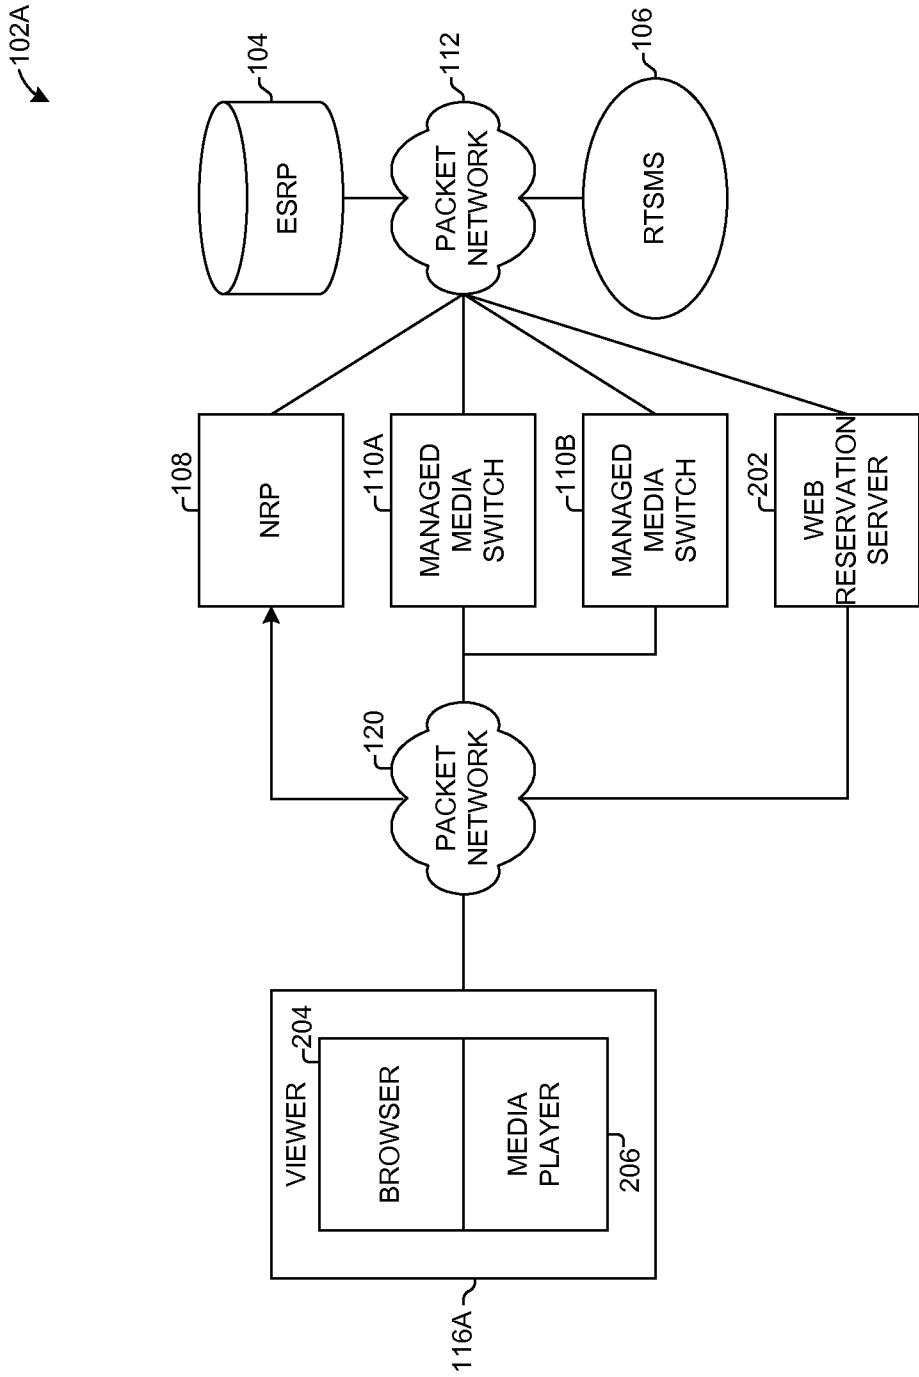 102A
116A
VIEWER
204
BROWSER
MEDIA
PLAYER
206
120
PACKET
NETWORK
108
NRP
110A
MANAGED
MEDIA
SWITCH
110B
MANAGED
MEDIA
SWITCH
202
WEB
RESERVATION
SERVER
104
ESRP
112
PACKET
NETWORK
106
RTSMS